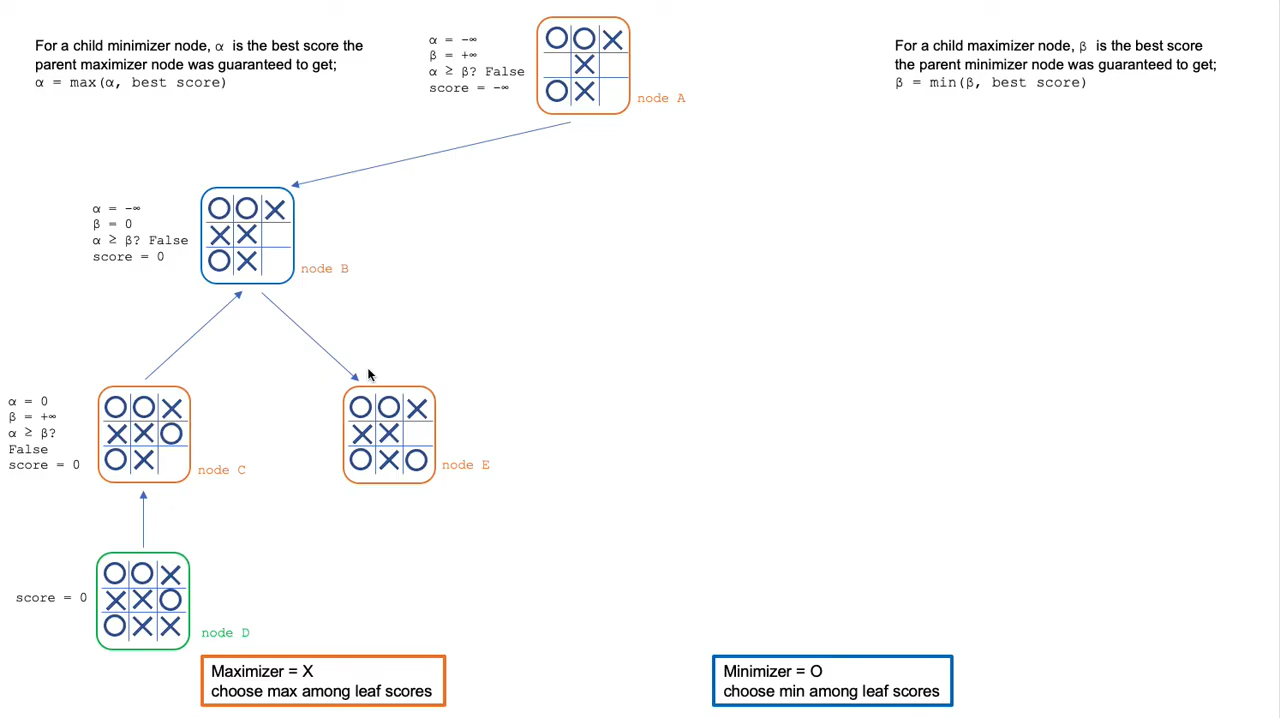 For a child minimizer node, α is the best score the
parent maximizer node was guaranteed to get;
α = max(α, best score)
α = -∞
β = +∞
α ≥ β? False
score = -∞
O O X
X
O X
node A
For a child maximizer node, β is the best score
the parent minimizer node was guaranteed to get;
β = min(β, best score)
α = -∞
β = 0
α ≥ β? False
score = 0
O O X
X X
O X
node B
α = 0
β = +∞
α ≥ β?
False
score = 0
O O X
X X O
O X
node C
O O X
X X
O X O
node E
score = 0
O O X
X X O
O X X
node D
Maximizer = X
choose max among leaf scores
Minimizer = O
choose min among leaf scores